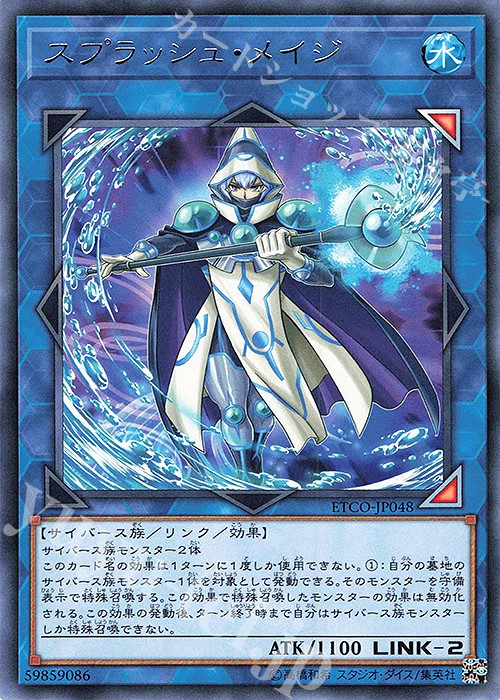 スプラッシュ・メイジ
水
ETCO-JP048
【サイバース族／リンク／効果】
サイバース族モンスター２体
このカード名の効果は１ターンに１度しか使用できない。①：自分の墓地の
サイバース族モンスター１体を対象として発動できる。そのモンスターを守備
表示で特殊召喚する。この効果で特殊召喚したモンスターの効果は無効化
される。この効果の発動後、ターン終了時まで自分はサイバース族モンスター
しか特殊召喚できない。
ATK/1100 LINK-2
59859086 ©高橋和希 スタジオ・ダイス/集英社